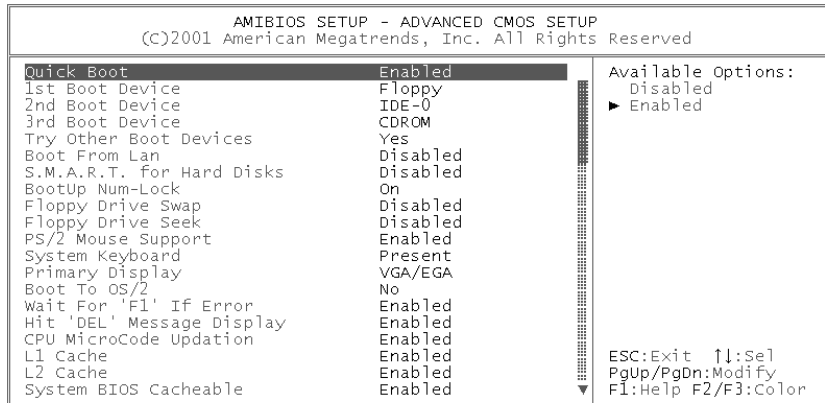 AMIBIOS SETUP - ADVANCED CMOS SETUP
(C)2001 American Megatrends, Inc. All Rights Reserved
Quick Boot Enabled
1st Boot Device Floppy
2nd Boot Device IDE-0
3rd Boot Device CDROM
Try Other Boot Devices Yes
Boot From Lan Disabled
S.M.A.R.T. for Hard Disks Disabled
BootUp Num-Lock On
Floppy Drive Swap Disabled
Floppy Drive Seek Disabled
PS/2 Mouse Support Enabled
System Keyboard Present
Primary Display VGA/EGA
Boot To OS/2 No
Wait For 'F1' If Error Enabled
Hit 'DEL' Message Display Enabled
CPU MicroCode Updation Enabled
L1 Cache Enabled
L2 Cache Enabled
System BIOS Cacheable Enabled
Available Options:
Disabled
► Enabled
ESC:Exit ↑↓:Sel
PgUp/PgDn:Modify
F1:Help F2/F3:Color